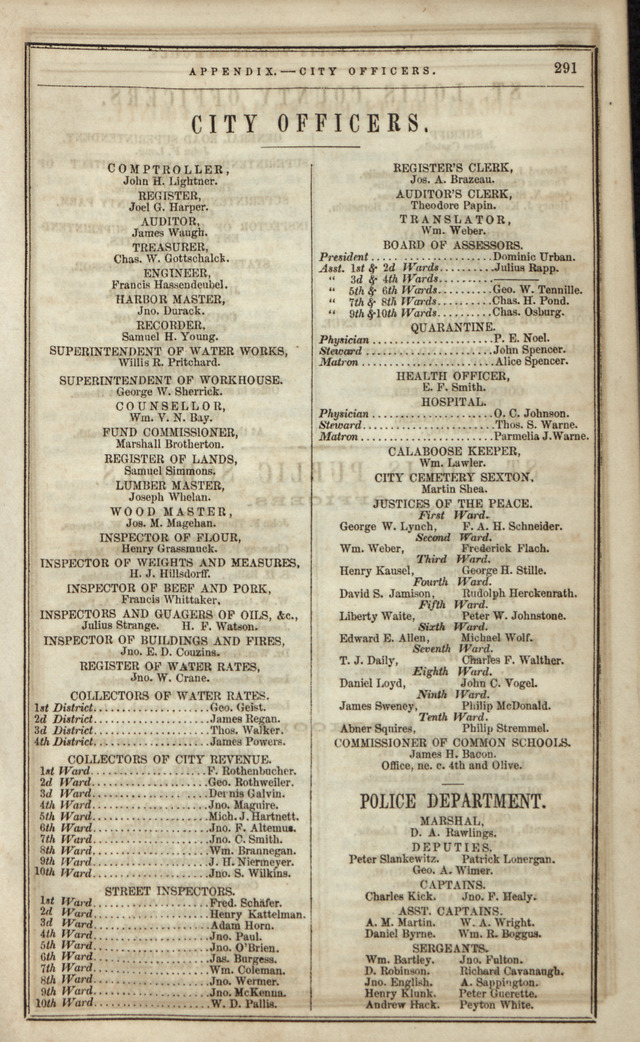 APPENDIX.—CITY OFFICERS. 291
CITY OFFICERS.
COMPTROLLER,
John H. Lightner.
REGISTER,
Joel G. Harper.
AUDITOR,
James Waugh.
TREASURER,
Chas. W. Gottschalck.
ENGINEER,
Francis Hassendeubel.
HARBOR MASTER,
Jno. Durack.
RECORDER,
Samuel H. Young.
SUPERINTENDENT OF WATER WORKS,
Willis R. Pritchard.
SUPERINTENDENT OF WORKHOUSE.
George W. Sherrick.
COUNSELLOR,
Wm. V. N. Bay.
FUND COMMISSIONER,
Marshall Brotherton.
REGISTER OF LANDS,
Samuel Simmons.
LUMBER MASTER,
Joseph Whelan.
WOOD MASTER,
Jos. M. Magehan.
INSPECTOR OF FLOUR,
Henry Grassmuck.
INSPECTOR OF WEIGHTS AND MEASURES,
H. J. Hillsdorff.
INSPECTOR OF BEEF AND PORK,
Francis Whittaker,
INSPECTORS AND GUAGERS OF OILS, &c.,
Julius Strange. H. F. Watson.
INSPECTOR OF BUILDINGS AND FIRES,
Jno. E. D. Couzins.
REGISTER OF WATER RATES,
Jno. W. Crane.
COLLECTORS OF WATER RATES.
1st District....................Geo. Geist.
2d District....................James Regan.
3d District....................Thos. Walker.
4th District....................James Powers.
COLLECTORS OF CITY REVENUE.
1st Ward....................F. Rothenbucher.
2d Ward....................Geo. Rothweiler.
3d Ward....................Dennis Galvin.
4th Ward....................Jno. Maguire.
5th Ward....................Mich. J. Hartnett.
6th Ward....................Jno. F. Altemus.
7th Ward....................Jno. C. Smith.
8th Ward....................Wm. Brannegan.
9th Ward....................J. H. Niermeyer.
10th Ward....................Jno. S. Wilkins.
STREET INSPECTORS.
1st Ward....................Fred. Schafer.
2d Ward....................Henry Kattelman.
3d Ward....................Adam Horn.
4th Ward....................Jno. Paul.
5th Ward....................Jno. O'Brien.
6th Ward....................Jas. Burgess.
7th Ward....................Wm. Coleman.
8th Ward....................Jno. Wermer.
9th Ward....................Jno. McKenna.
10th Ward....................W. D. Pallis.
REGISTER'S CLERK,
Jos. A. Brazeau.
AUDITOR'S CLERK,
Theodore Papin.
TRANSLATOR,
Wm. Weber.
BOARD OF ASSESSORS.
President....................Dominic Urban.
Asst. 1st & 2d Wards..........Julius Rapp.
" 3d & 4th Wards..........———
" 5th & 6th Wards..........Geo. W. Tennille.
" 7th & 8th Wards..........Chas. H. Pond.
" 9th & 10th Wards..........Chas. Osburg.
QUARANTINE.
Physician....................P. E. Noel.
Steward....................John Spencer.
Matron....................Alice Spencer.
HEALTH OFFICER,
E. F. Smith.
HOSPITAL.
Physician....................O. C. Johnson.
Steward....................Thos. S. Warne.
Matron....................Parmelia J. Warne.
CALABOOSE KEEPER,
Wm. Lawler.
CITY CEMETERY SEXTON,
Martin Shea.
JUSTICES OF THE PEACE.
First Ward.
George W. Lynch, F. A. H. Schneider.
Second Ward.
Wm. Weber, Frederick Flach.
Third Ward.
Henry Kausel, George H. Stille.
Fourth Ward.
David S. Jamison, Rudolph Herckenrath.
Fifth Ward.
Liberty Waite, Peter W. Johnstone.
Sixth Ward.
Edward E. Allen, Michael Wolf.
Seventh Ward.
T. J. Daily, Charles F. Walther.
Eighth Ward.
Daniel Loyd, John C. Vogel.
Ninth Ward.
James Sweney, Philip McDonald.
Tenth Ward.
Abner Squires, Philip Stremmel.
COMMISSIONER OF COMMON SCHOOLS.
James H. Bacon.
Office, ne. c. 4th and Olive.
POLICE DEPARTMENT.
MARSHAL,
D. A. Rawlings.
DEPUTIES.
Peter Slankewitz. Patrick Lonergan.
Geo. A. Wimer.
CAPTAINS.
Charles Kick. Jno. F. Healy.
ASST. CAPTAINS.
A. M. Martin. W. A. Wright.
Daniel Byrne. Wm. R. Boggus.
SERGEANTS.
Wm. Bartley. Jno. Fulton.
D. Robinson. Richard Cavanaugh.
Jno. English. A. Sappington.
Henry Klunk. Peter Guerette.
Andrew Hack. Peyton White.